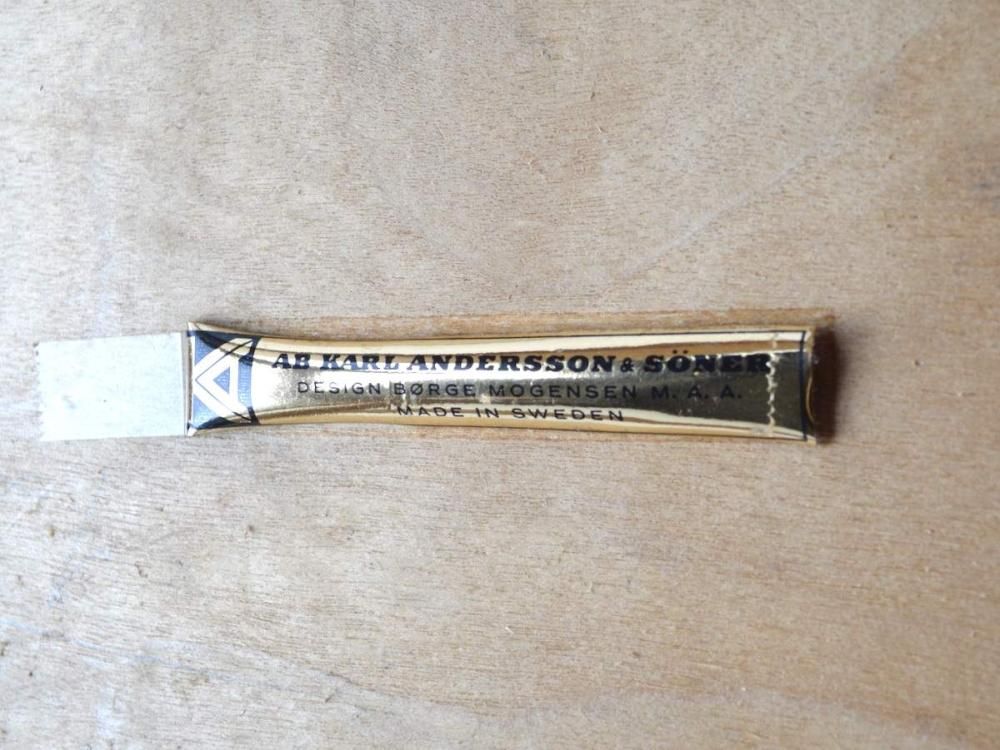 AB KARL ANDERSSON & SÖNER
DESIGN BØRGE MOGENSEN M. A. A.
MADE IN SWEDEN